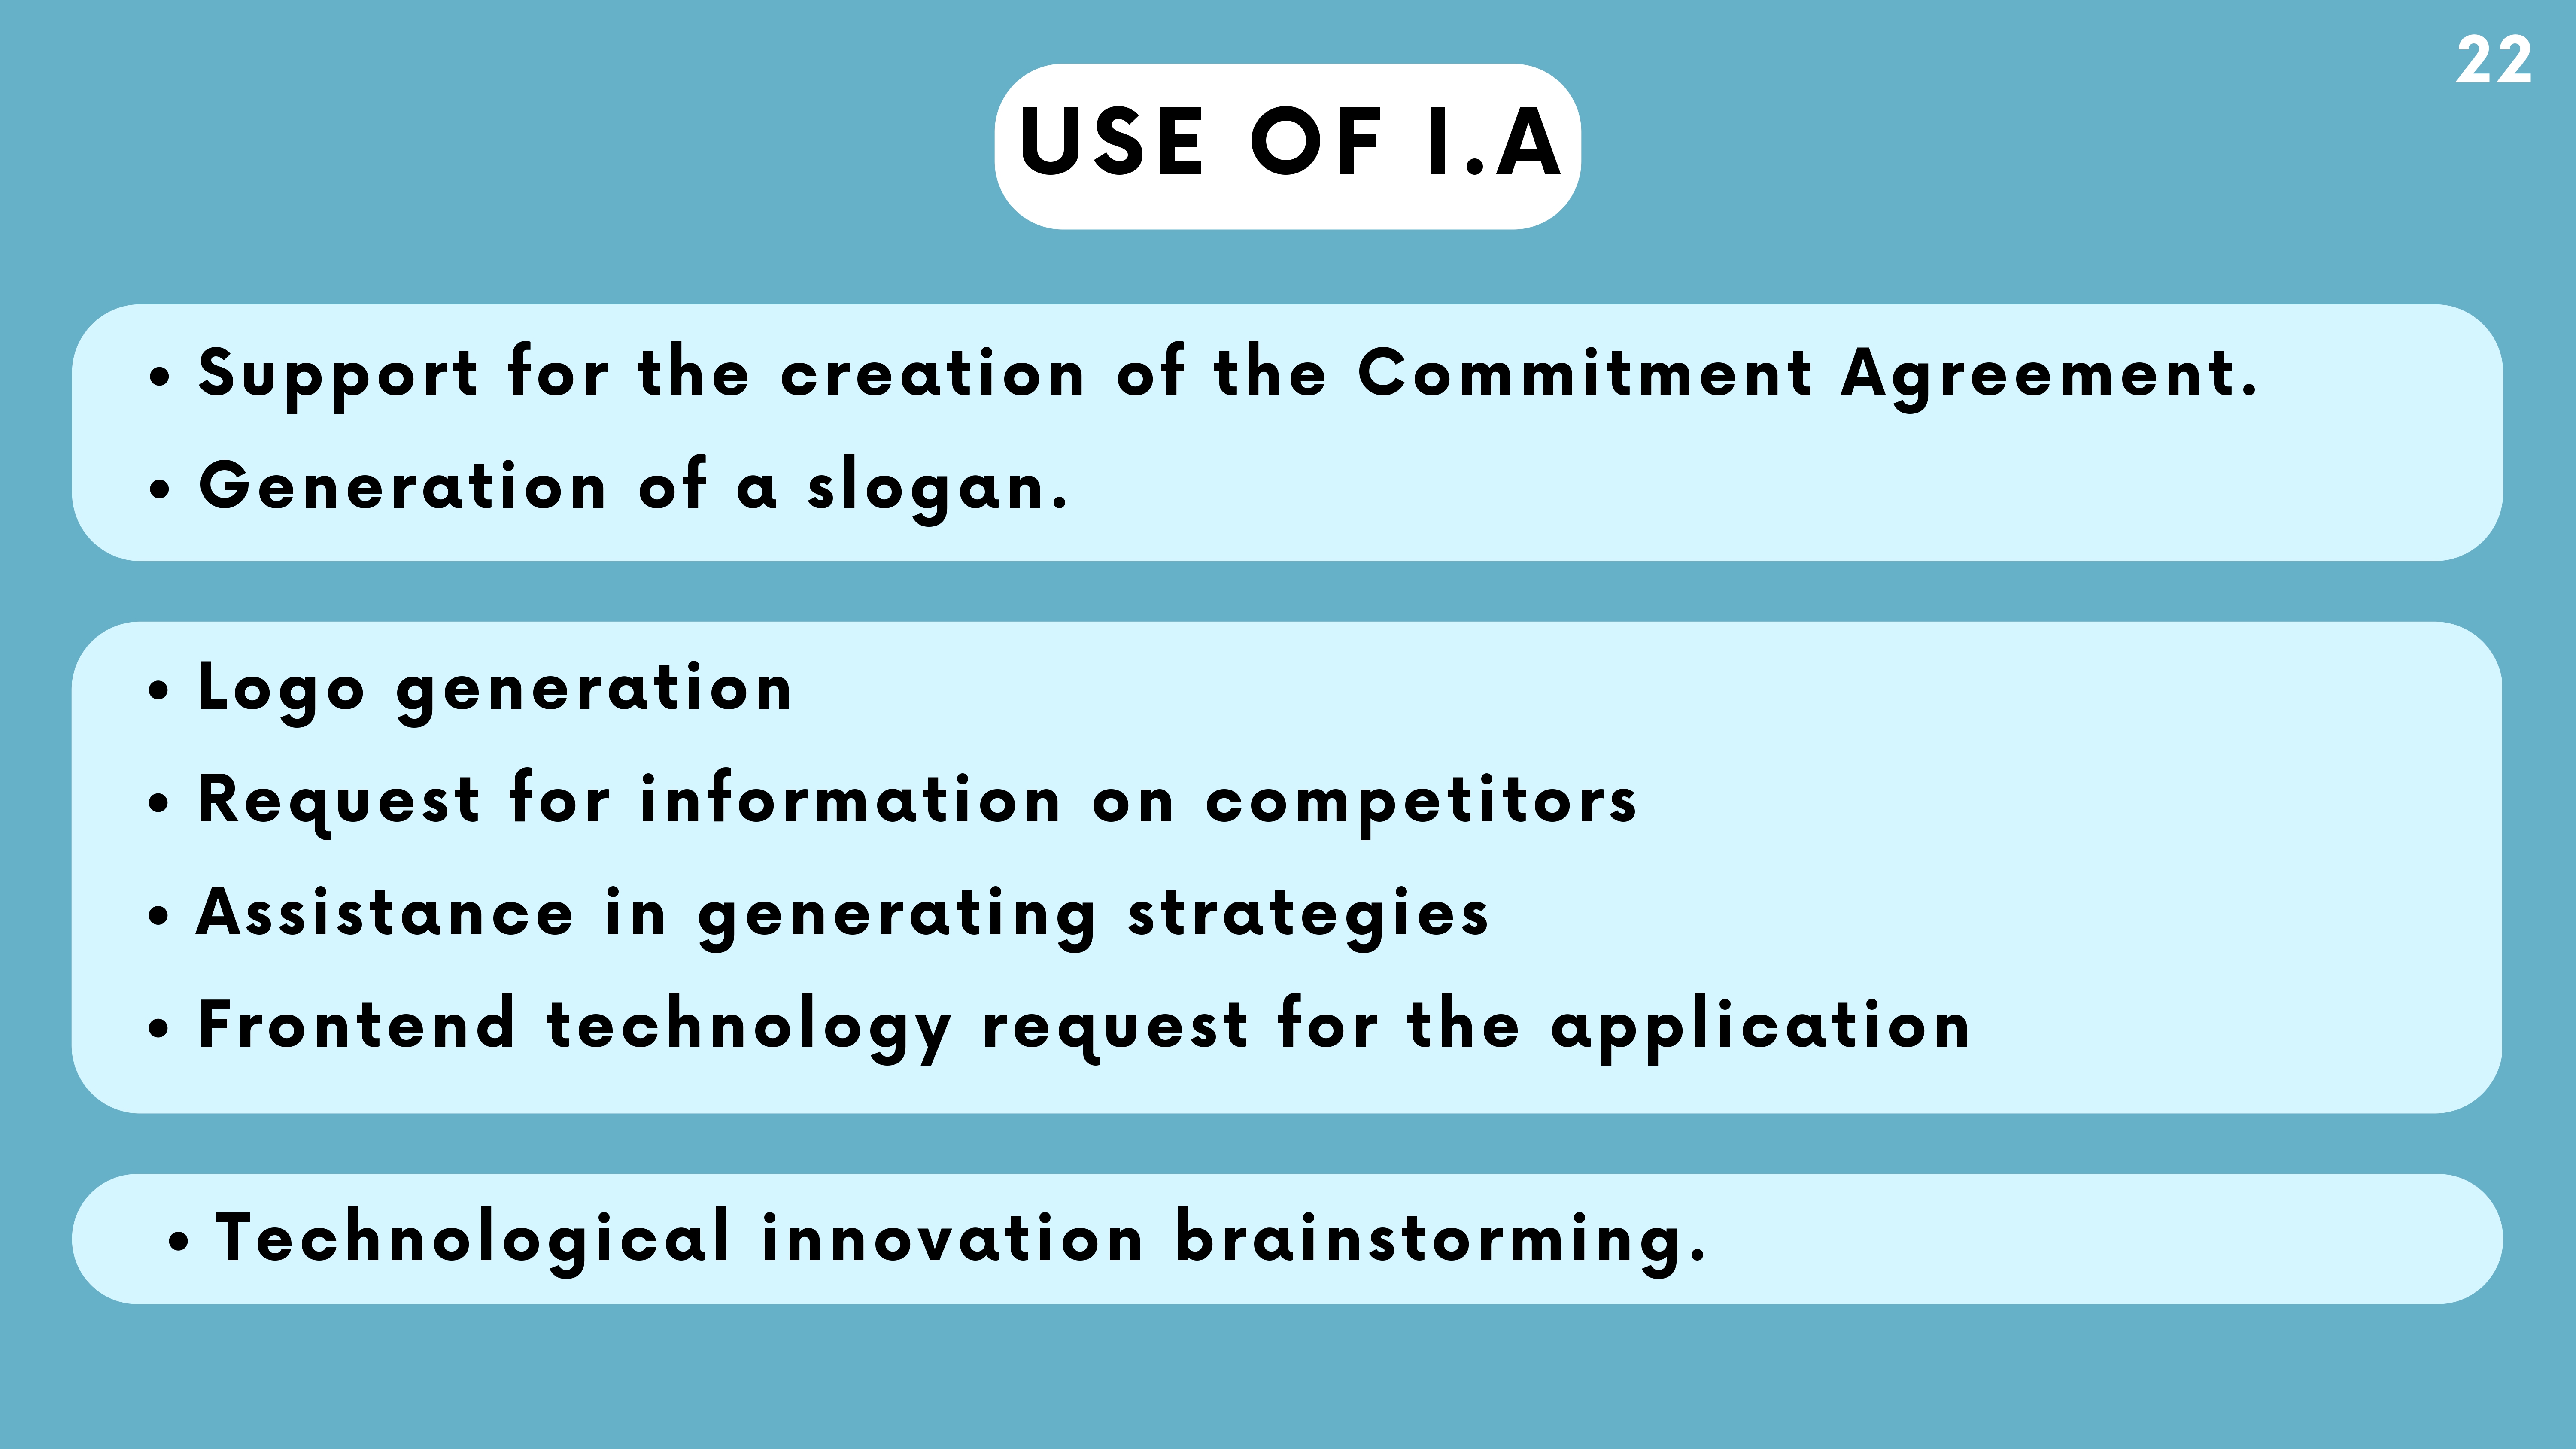 22
USE OF I.A
• Support for the creation of the Commitment Agreement.
• Generation of a slogan.
• Logo generation
• Request for information on competitors
• Assistance in generating strategies
• Frontend technology request for the application
• Technological innovation brainstorming.